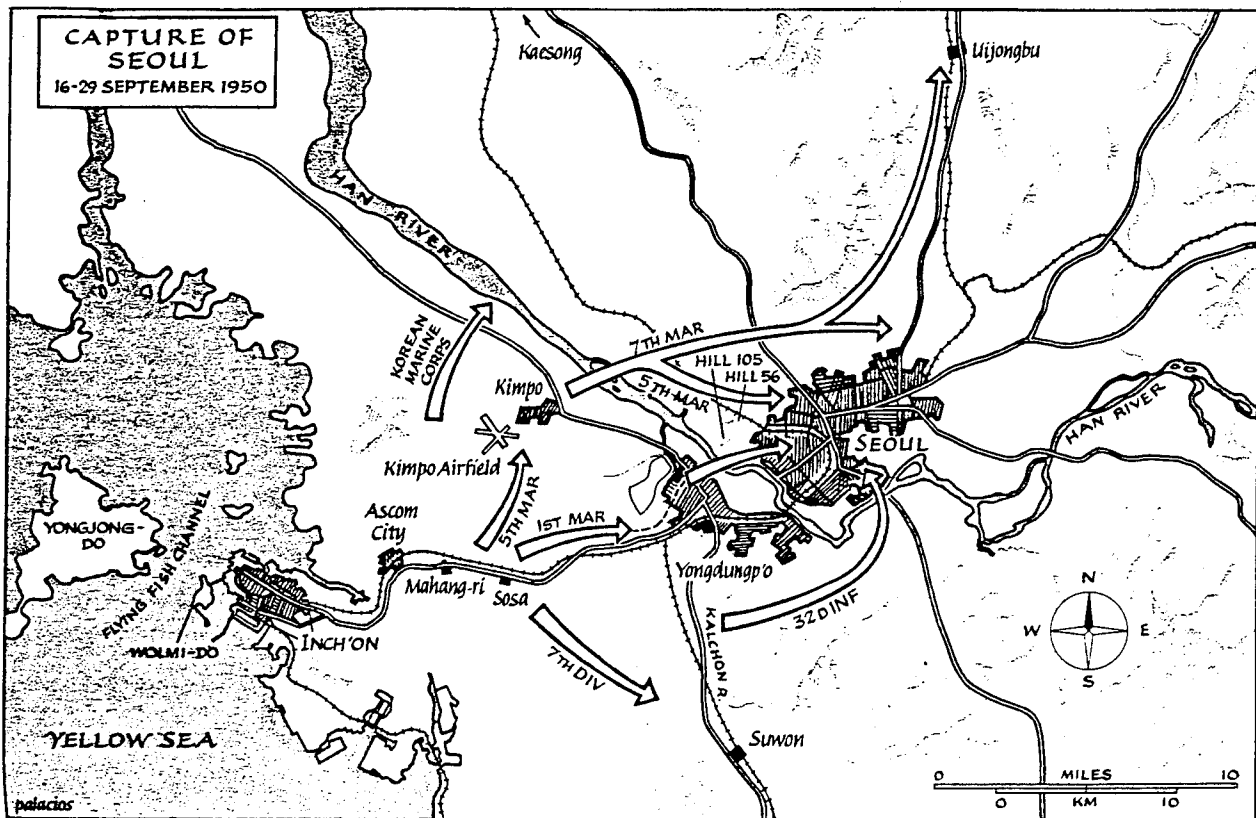 CAPTURE OF
SEOUL
16-29 SEPTEMBER 1950
Kaesong
Uijongbu
HAN RIVER
KOREAN
MARINE
CORPS
7TH MAR
HILL 105
HILL 56
5TH MAR
Kimpo
SEOUL
HAN RIVER
Kimpo Airfield
5TH MAR
Ascom
City
1ST MAR
YONGJONG-
DO
FLYING FISH CHANNEL
Mahang-ri
Sosa
Yongdungp'o
WOLMI-DO
INCH'ON
32D INF
7TH DIV
KALCHON R
N
W
E
S
YELLOW SEA
Suwon
0 MILES 10
0 KM 10
palacios